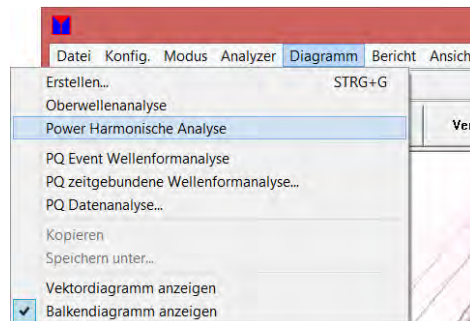 Datei Konfig. Modus Analyzer Diagramm Bericht Ansich
Erstellen... STRG+G
Oberwellenanalyse
Power Harmonische Analyse
Ver
PQ Event Wellenformanalyse
PQ zeitgebundene Wellenformanalyse...
PQ Datenanalyse...
Kopieren
Speichern unter...
Vektordiagramm anzeigen
Balkendiagramm anzeigen